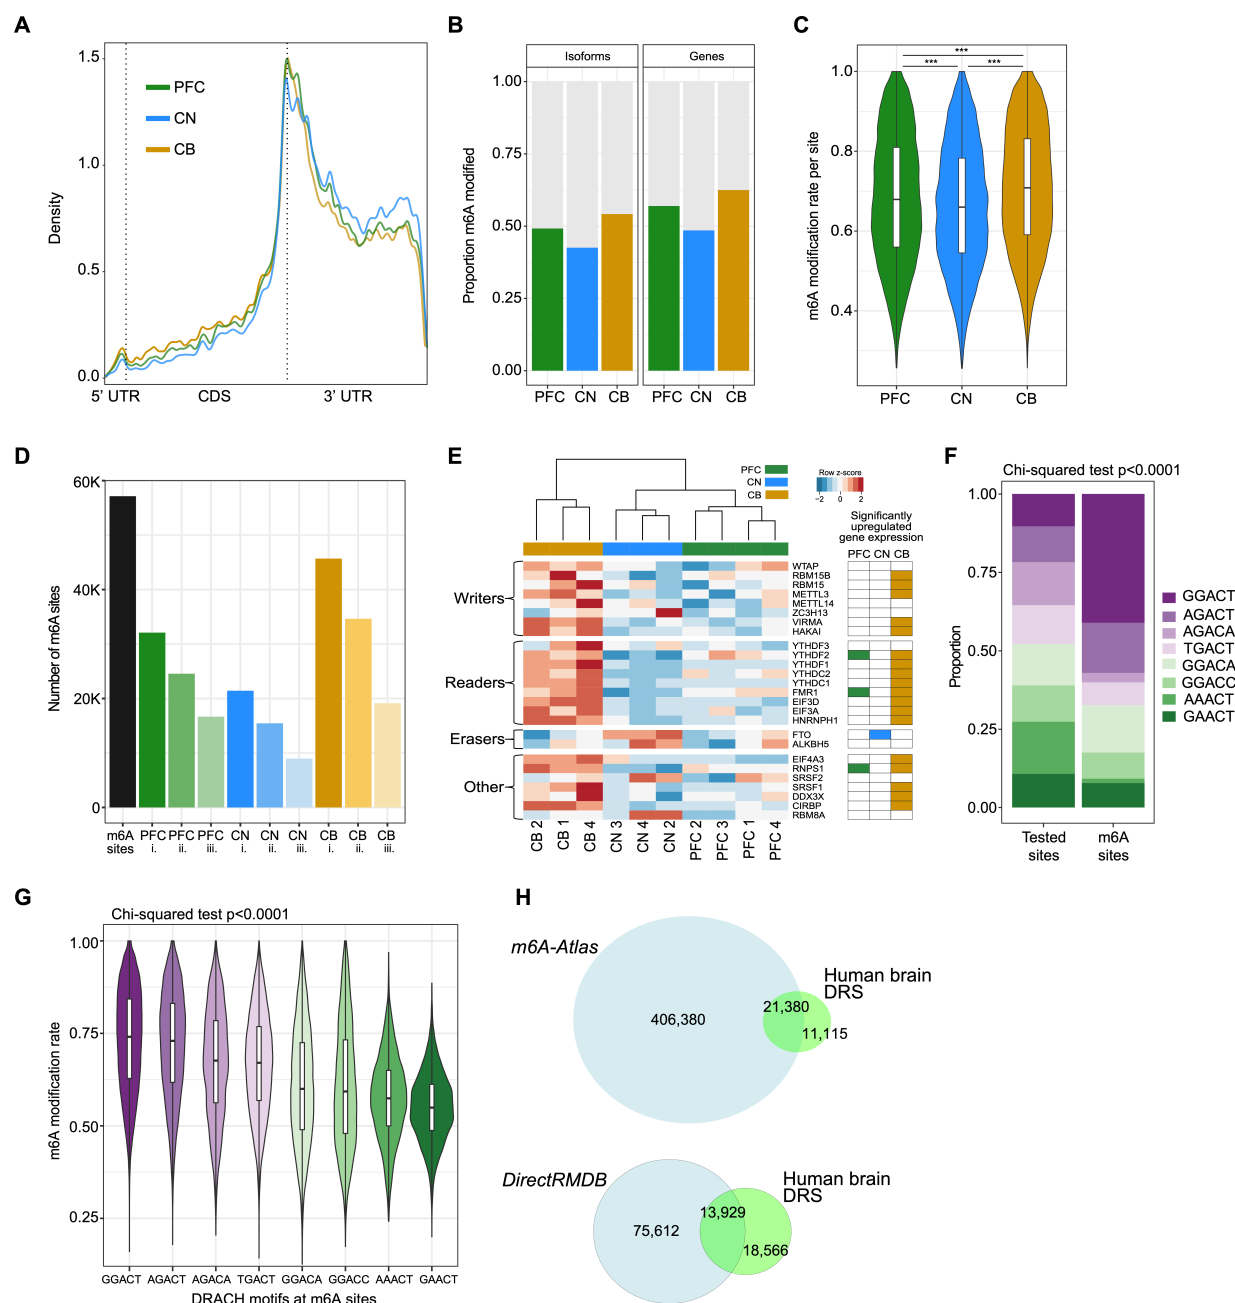 A
1.5
1.0
0.5
0.0
Density
PFC
CN
CB
5' UTR CDS 3' UTR
B
Isoforms Genes
1.00
0.75
0.50
0.25
0.00
Proportion m6A modified
PFC CN CB PFC CN CB
C
*** 
*** ***
1.0
0.8
0.6
0.4
m6A modification rate per site
PFC CN CB
D
60K
40K
20K
0
Number of m6A sites
m6A PFC PFC PFC CN CN CN CB CB CB
sites i. ii. iii. i. ii. iii. i. ii. iii.
E
PFC
CN
CB
Row z-score
-2 0 2
Significantly
upregulated
gene expression
PFC CN CB
Writers
WTAP
RBM15B
RBM15
METTL3
METTL14
ZC3H13
VIRMA
HAKAI
Readers
YTHDF3
YTHDF2
YTHDF1
YTHDC2
YTHDC1
FMR1
EIF3D
EIF3A
HNRNPH1
Erasers
FTO
ALKBH5
Other
EIF4A3
RNPS1
SRSF2
SRSF1
DDX3X
CIRBP
RBM8A
CB 2 CB 1 CB 4 CN 3 CN 4 CN 2 PFC 2 PFC 3 PFC 1 PFC 4
F
Chi-squared test p<0.0001
1.00
0.75
0.50
0.25
0.00
Proportion
Tested m6A
sites sites
GGACT
AGACT
AGACA
TGACT
GGACA
GGACC
AAACT
GAACT
G
Chi-squared test p<0.0001
1.00
0.75
0.50
0.25
m6A modification rate
GGACT AGACT AGACA TGACT GGACA GGACC AAACT GAACT
DRACH motifs at m6A sites
H
m6A-Atlas
Human brain
DRS
406,380
21,380
11,115
DirectRMDB
Human brain
DRS
75,612
13,929
18,566